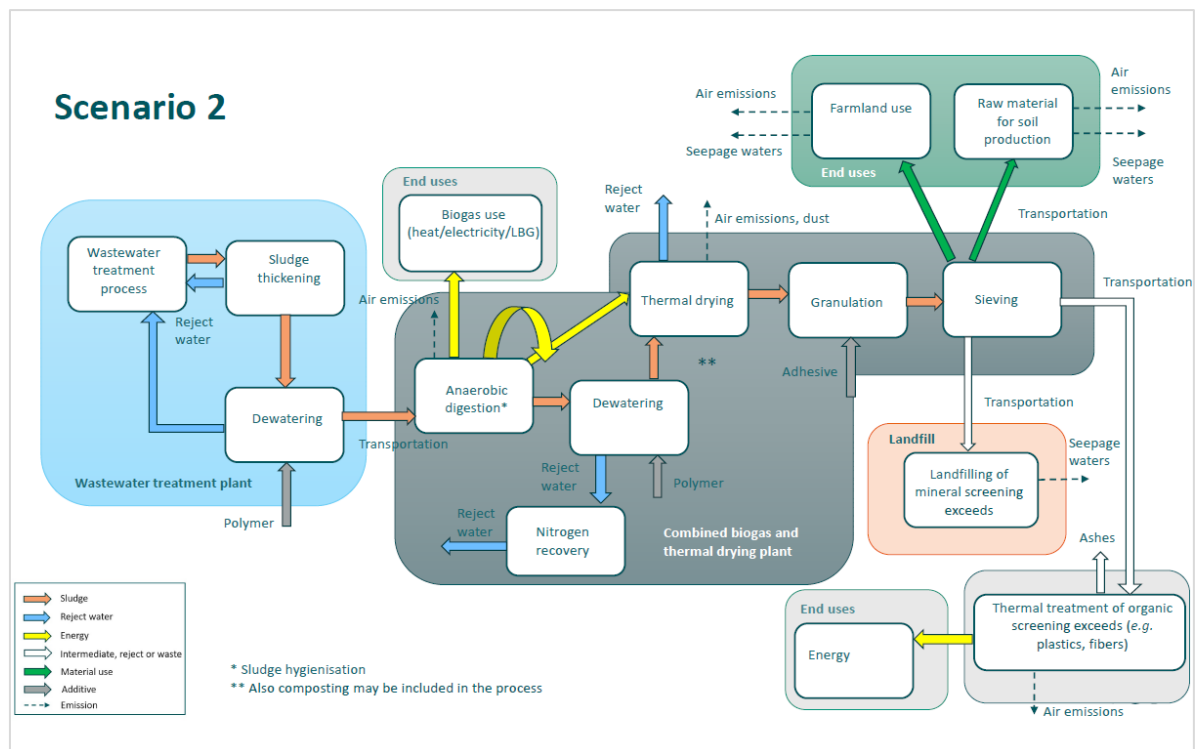 Scenario 2
Air emissions
Seepage waters
Farmland use
Raw material
for soil
production
End uses
Air
emissions
Seepage
waters
End uses
Biogas use
(heat/electricity/LBG)
Reject
water
Air emissions, dust
Transportation
Wastewater
treatment
process
Sludge
thickening
Reject
water
Dewatering
Wastewater treatment plant
Polymer
Air emissions
Transportation
Anaerobic
digestion*
Thermal drying
Granulation
Sieving
Transportation
**
Adhesive
Dewatering
Reject
water
Polymer
Reject
water
Nitrogen
recovery
Combined biogas and
thermal drying plant
Transportation
Landfill
Landfilling of
mineral screening
exceeds
Seepage
waters
Ashes
Thermal treatment of organic
screening exceeds (e.g.
plastics, fibers)
Air emissions
End uses
Energy
Sludge
Reject water
Energy
Intermediate, reject or waste
Material use
Additive
Emission
* Sludge hygienisation
** Also composting may be included in the process